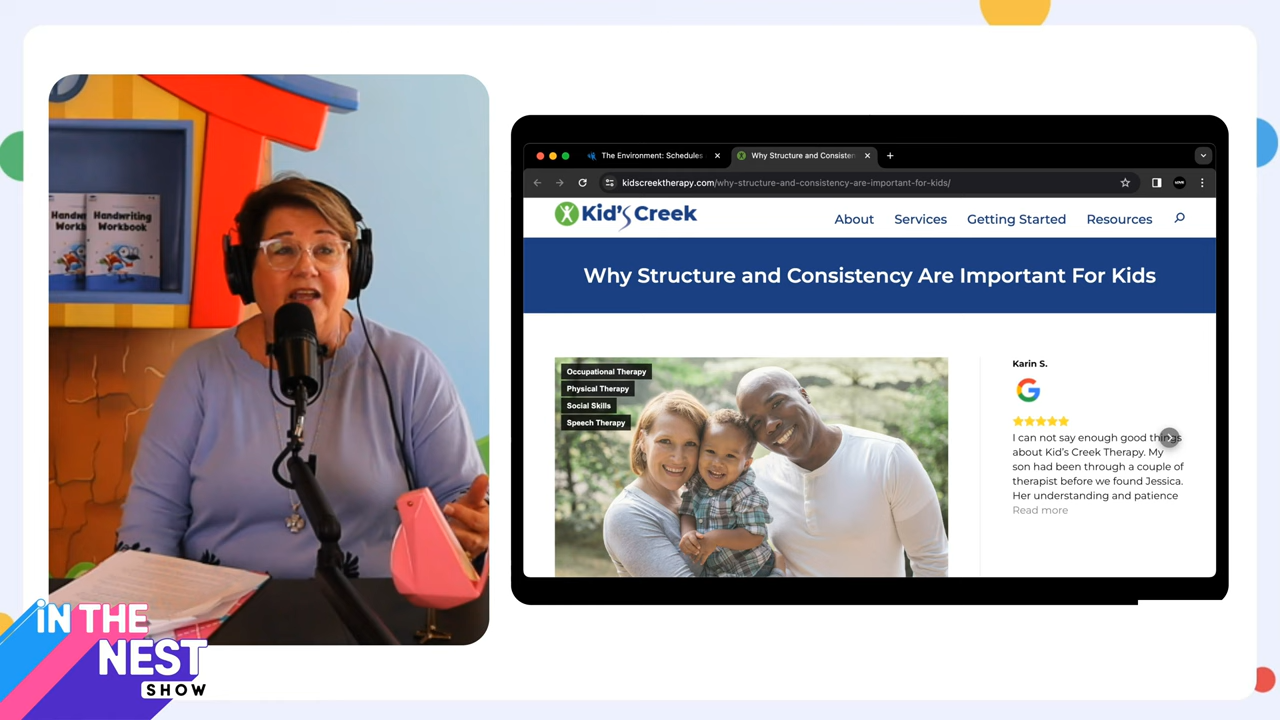 Handwriting
Workbook
IN THE
NEST
SHOW
The Environment: Schedules
Why Structure and Consisten
kidscreektherapy.com/why-structure-and-consistency-are-important-for-kids/
Kid's Creek
About Services Getting Started Resources
Why Structure and Consistency Are Important For Kids
Occupational Therapy
Physical Therapy
Social Skills
Speech Therapy
Karin S.
I can not say enough good things
about Kid's Creek Therapy. My
son had been through a couple of
therapist before we found Jessica.
Her understanding and patience
Read more